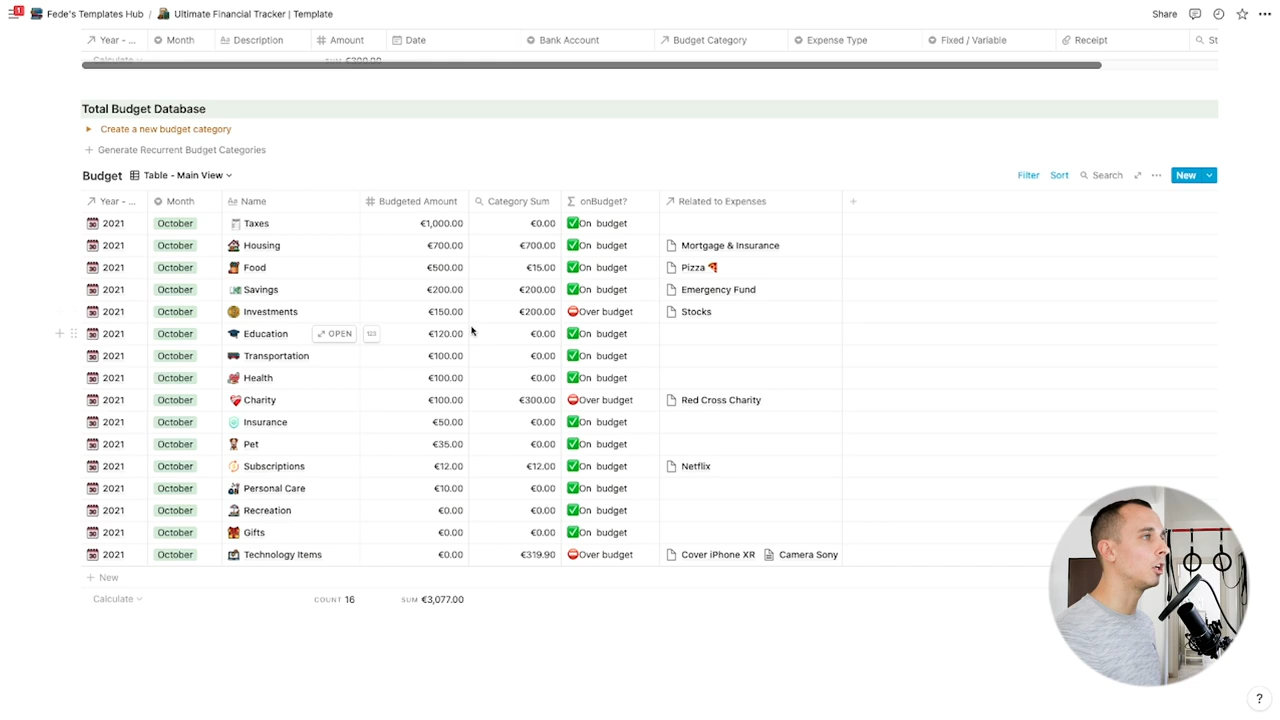 1 Fede's Templates Hub / Ultimate Financial Tracker | Template Share
Year - ... Month Description Amount Date Bank Account Budget Category Expense Type Fixed / Variable Receipt St
Calculate SUM €300.00
Total Budget Database
Create a new budget category
Generate Recurrent Budget Categories
Budget Table - Main View Filter Sort Search New
Year - ... Month Name Budgeted Amount Category Sum onBudget? Related to Expenses
2021 October Taxes €1,000.00 €0.00 ✅On budget
2021 October Housing €700.00 €700.00 ✅On budget Mortgage & Insurance
2021 October Food €500.00 €15.00 ✅On budget Pizza 🍕
2021 October Savings €200.00 €200.00 ✅On budget Emergency Fund
2021 October Investments €150.00 €200.00 ⛔Over budget Stocks
2021 October Education OPEN 123 €120.00 €0.00 ✅On budget
2021 October Transportation €100.00 €0.00 ✅On budget
2021 October Health €100.00 €0.00 ✅On budget
2021 October Charity €100.00 €300.00 ⛔Over budget Red Cross Charity
2021 October Insurance €50.00 €0.00 ✅On budget
2021 October Pet €35.00 €0.00 ✅On budget
2021 October Subscriptions €12.00 €12.00 ✅On budget Netflix
2021 October Personal Care €10.00 €0.00 ✅On budget
2021 October Recreation €0.00 €0.00 ✅On budget
2021 October Gifts €0.00 €0.00 ✅On budget
2021 October Technology Items €0.00 €319.90 ⛔Over budget Cover iPhone XR Camera Sony
+ New
Calculate COUNT 16 SUM €3,077.00
?